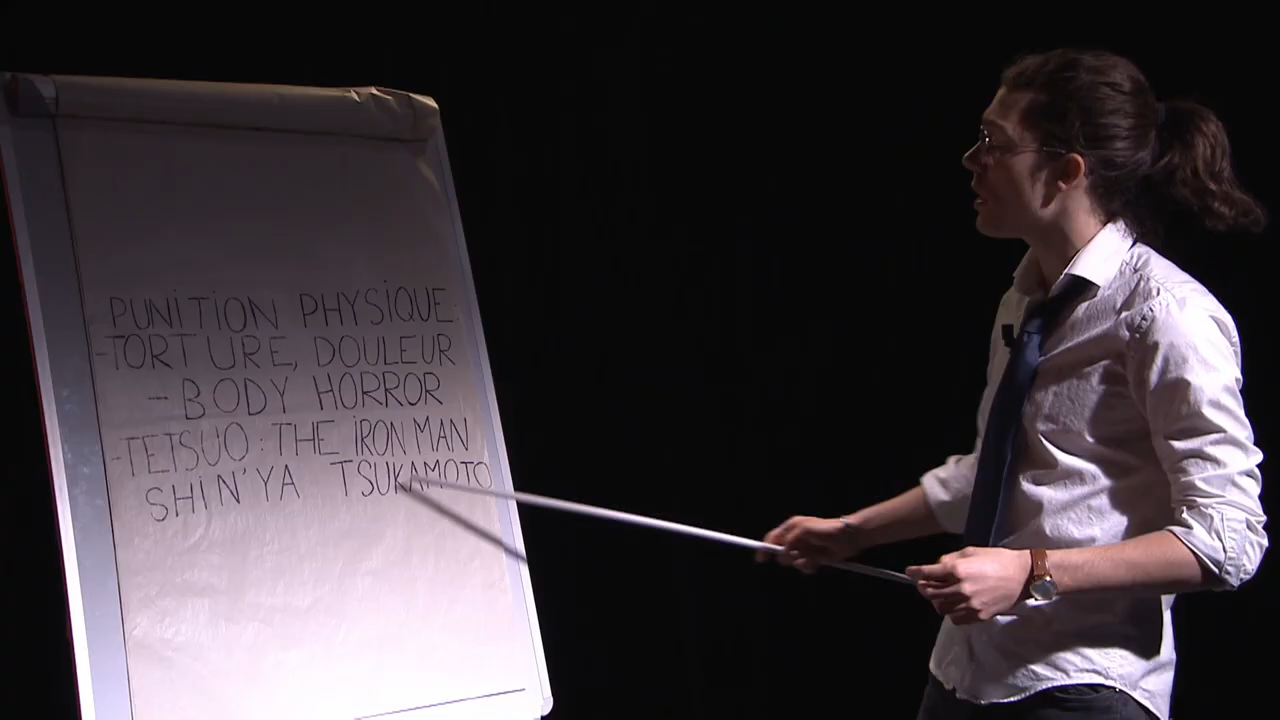 PUNITION PHYSIQUE:
-TORTURE, DOULEUR
- BODY HORROR
-TETSUO : THE IRON MAN
SHIN'YA TSUKAMOTO